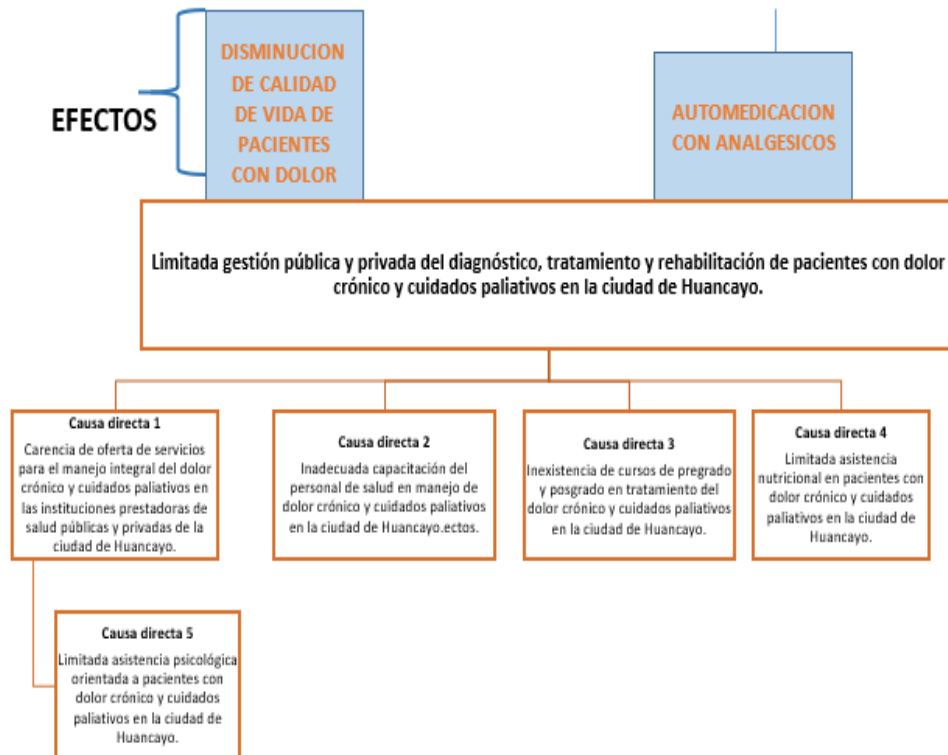 EFECTOS
DISMINUCION
DE CALIDAD
DE VIDA DE
PACIENTES
CON DOLOR
AUTOMEDICACION
CON ANALGESICOS
Limitada gestión pública y privada del diagnóstico, tratamiento y rehabilitación de pacientes con dolor
crónico y cuidados paliativos en la ciudad de Huancayo.
Causa directa 1
Carencia de oferta de servicios
para el manejo integral del dolor
crónico y cuidados paliativos en
las instituciones prestadoras de
salud públicas y privadas de la
ciudad de Huancayo.
Causa directa 2
Inadecuada capacitación del
personal de salud en manejo de
dolor crónico y cuidados paliativos
en la ciudad de Huancayo.ectos.
Causa directa 3
Inexistencia de cursos de pregrado
y posgrado en tratamiento del
dolor crónico y cuidados paliativos
en la ciudad de Huancayo.
Causa directa 4
Limitada asistencia
nutricional en pacientes con
dolor crónico y cuidados
paliativos en la ciudad de
Huancayo.
Causa directa 5
Limitada asistencia psicológica
orientada a pacientes con
dolor crónico y cuidados
paliativos en la ciudad de
Huancayo.